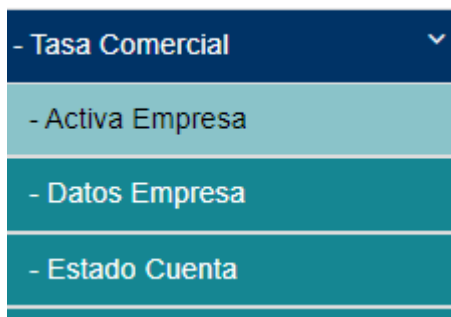 - Tasa Comercial
- Activa Empresa
- Datos Empresa
- Estado Cuenta